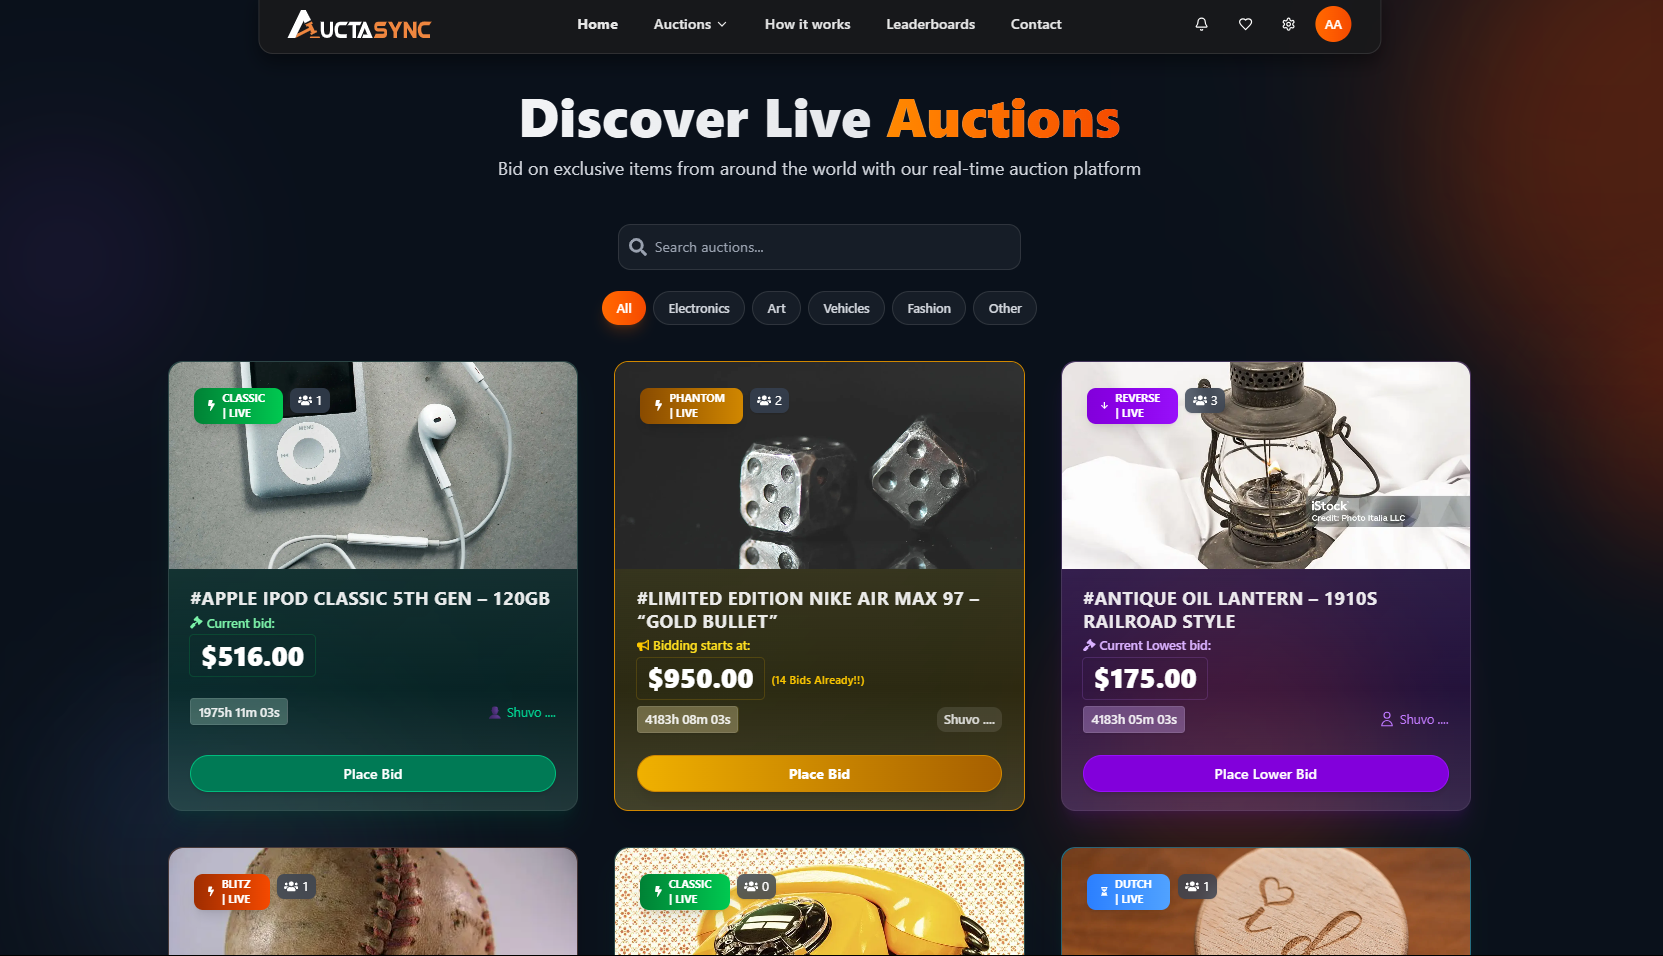 AUCTASYNC
Home
Auctions
How it works
Leaderboards
Contact
AA
Discover Live Auctions
Bid on exclusive items from around the world with our real-time auction platform
Search auctions...
All
Electronics
Art
Vehicles
Fashion
Other
CLASSIC
| LIVE
1
MENU
#APPLE IPOD CLASSIC 5TH GEN – 120GB
Current bid:
$516.00
1975h 11m 03s
Shuvo ....
Place Bid
PHANTOM
| LIVE
2
#LIMITED EDITION NIKE AIR MAX 97 –
“GOLD BULLET”
Bidding starts at:
$950.00
(14 Bids Already!!)
4183h 08m 03s
Shuvo ....
Place Bid
REVERSE
| LIVE
3
iStock
Credit: Photo Italia LLC
#ANTIQUE OIL LANTERN – 1910S
RAILROAD STYLE
Current Lowest bid:
$175.00
4183h 05m 03s
Shuvo ....
Place Lower Bid
BLITZ
| LIVE
1
CLASSIC
| LIVE
0
DUTCH
| LIVE
1
i
d